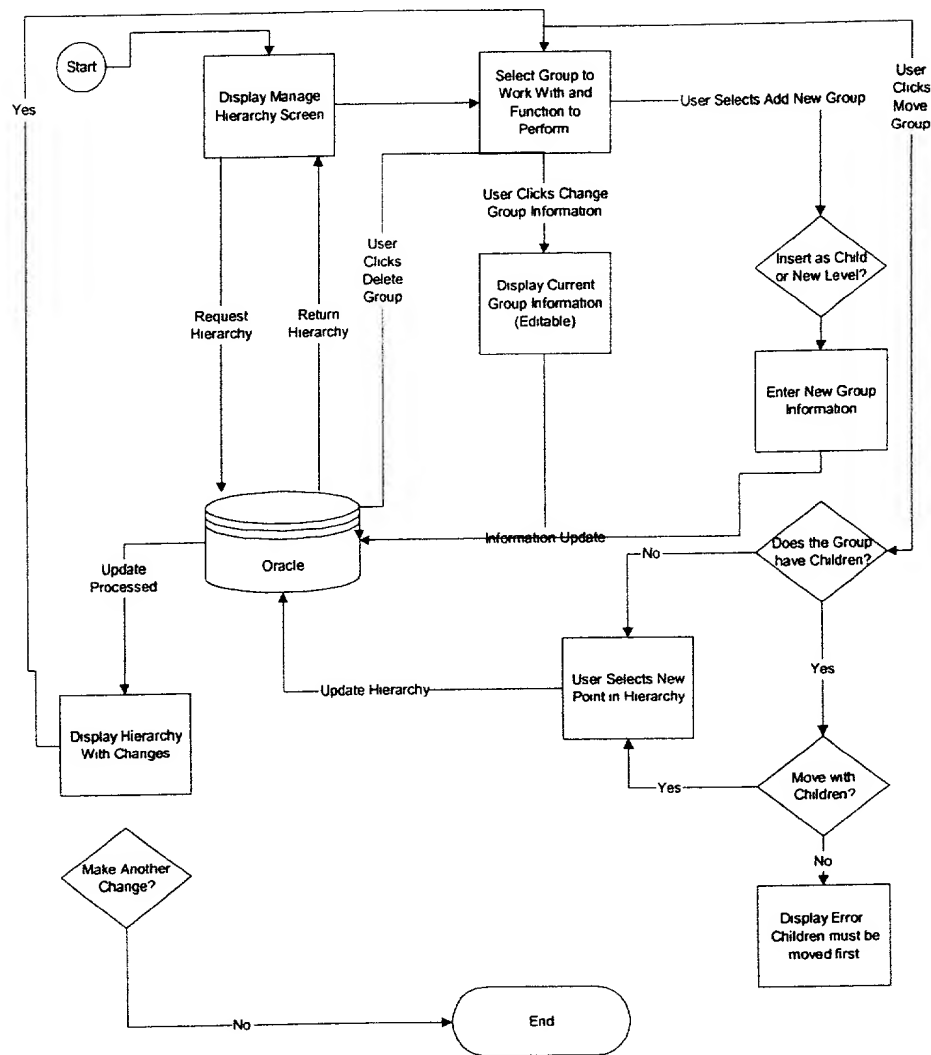 Start
Yes
Display Manage
Hierarchy Screen
Select Group to
Work With and
Function to
Perform
User Selects Add New Group
User
Clicks
Move
Group
User Clicks Change
Group Information
User
Clicks
Delete
Group
Insert as Child
or New Level?
Display Current
Group Information
(Editable)
Request
Hierarchy
Return
Hierarchy
Enter New Group
Information
Information Update
Oracle
Does the Group
have Children?
No
Update
Processed
Yes
User Selects New
Point in Hierarchy
Update Hierarchy
Display Hierarchy
With Changes
Move with
Children?
Yes
No
Make Another
Change?
Display Error
Children must be
moved first
No
End